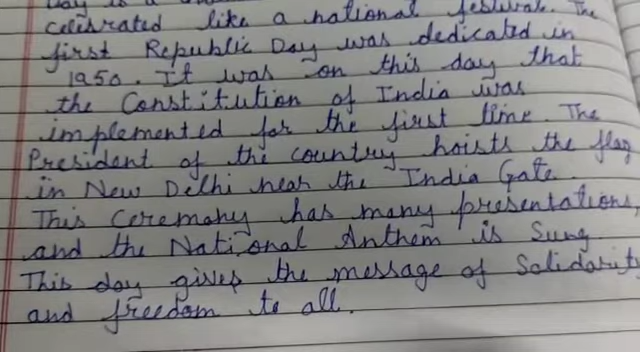 Day is a
celebrated like a national festival. The
first Republic Day was dedicated in
1950. It was on this day that
the Constitution of India was
implemented for the first time. The
President of the country hoists the flag
in New Delhi near the India Gate.
This ceremony has many presentations,
and the National Anthem is Sung
This day gives the message of Solidarity
and freedom to all.